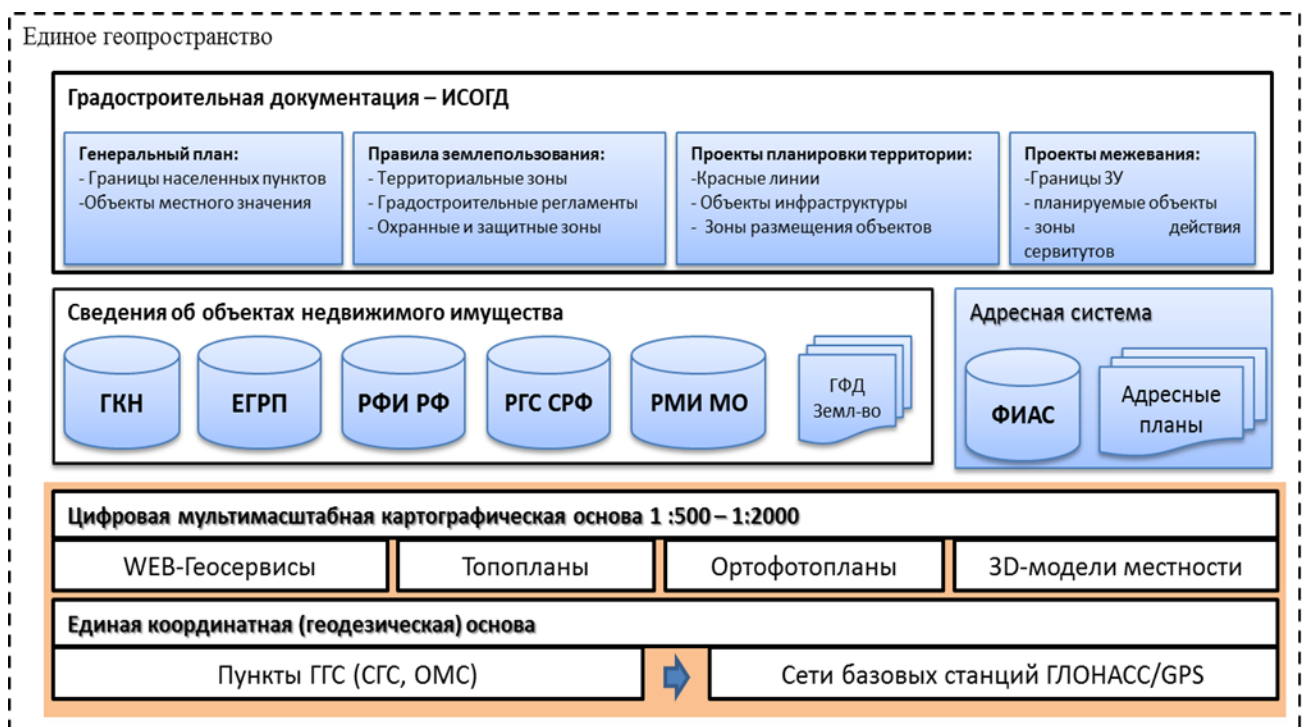 Единое геопространство
Градостроительная документация – ИСОГД
Генеральный план:
- Границы населенных пунктов
-Объекты местного значения
Правила землепользования:
- Территориальные зоны
- Градостроительные регламенты
- Охранные и защитные зоны
Проекты планировки территории:
-Красные линии
- Объекты инфраструктуры
- Зоны размещения объектов
Проекты межевания:
-Границы ЗУ
- планируемые объекты
- зоны действия
сервитутов
Сведения об объектах недвижимого имущества
ГКН
ЕГРП
РФИ РФ
РГС СРФ
РМИ МО
ГФД
Земл-во
Адресная система
ФИАС
Адресные
планы
Цифровая мультимасштабная картографическая основа 1 :500 – 1:2000
WEB-Геосервисы
Топопланы
Ортофотопланы
3D-модели местности
Единая координатная (геодезическая) основа
Пункты ГГС (СГС, ОМС)
Сети базовых станций ГЛОНАСС/GPS